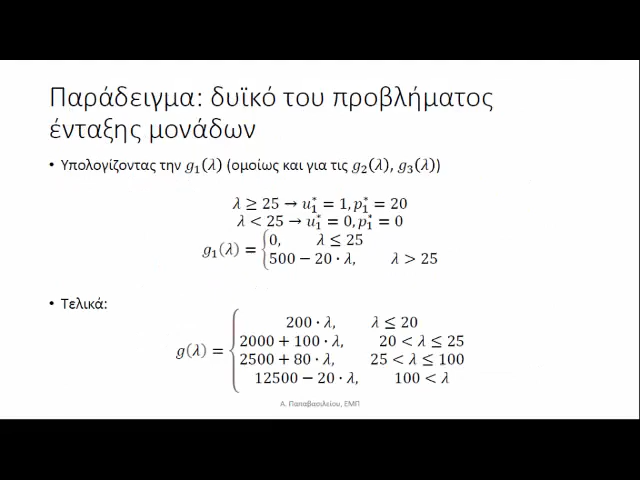 Παράδειγμα: δυϊκό του προβλήματος
ένταξης μονάδων
• Υπολογίζοντας την g₁(λ) (ομοίως και για τις g₂(λ), g₃(λ))
λ ≥ 25 → u₁* = 1, p₁* = 20
λ < 25 → u₁* = 0, p₁* = 0
g₁(λ) = {0, λ ≤ 25
500 − 20 · λ, λ > 25
• Τελικά:
g(λ) = {200 · λ, λ ≤ 20
2000 + 100 · λ, 20 < λ ≤ 25
2500 + 80 · λ, 25 < λ ≤ 100
12500 − 20 · λ, 100 < λ
Α. Παπαβασιλείου, ΕΜΠ